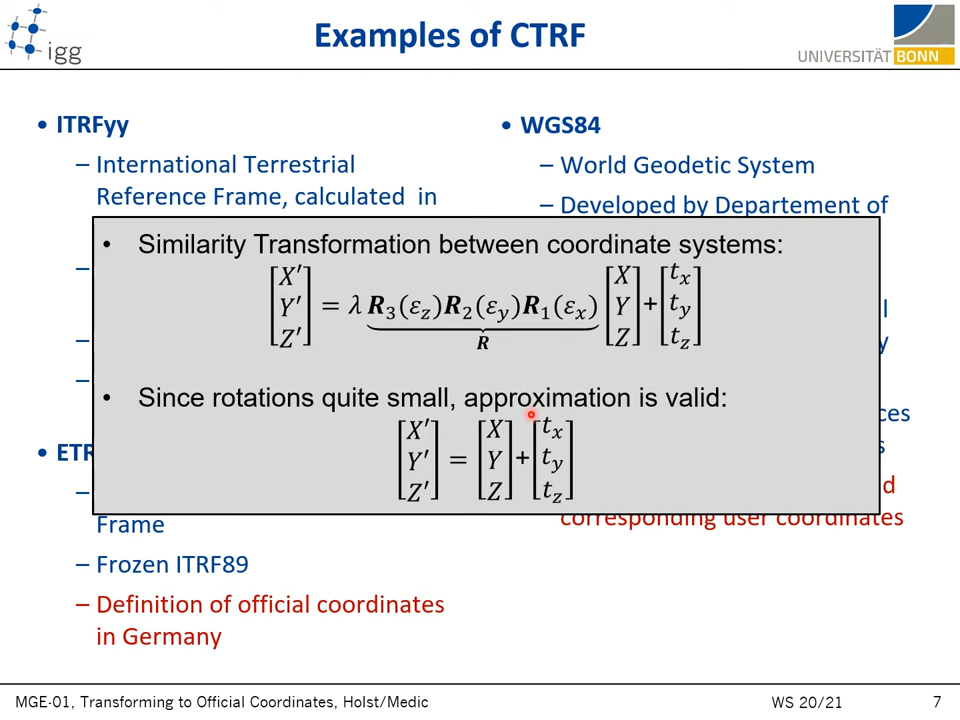 igg
Examples of CTRF
UNIVERSITÄT BONN
• ITRFyy
– International Terrestrial
Reference Frame, calculated in
• WGS84
– World Geodetic System
– Developed by Departement of
• Similarity Transformation between coordinate systems:
[X′ Y′ Z′] = λ R₃(εz)R₂(εy)R₁(εx) [X Y Z] + [tx ty tz]
R
• Since rotations quite small, approximation is valid:
[X′ Y′ Z′] = [X Y Z] + [tx ty tz]
• ETR
Frame
– Frozen ITRF89
– Definition of official coordinates
in Germany
corresponding user coordinates
MGE-01, Transforming to Official Coordinates, Holst/Medic
WS 20/21
7